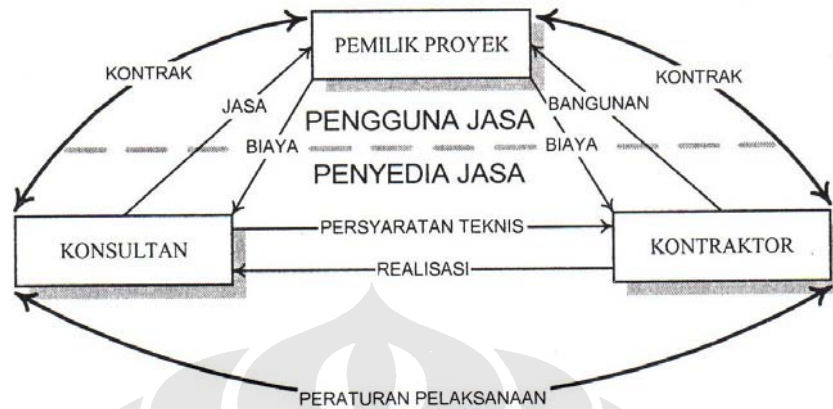 PEMILIK PROYEK
KONTRAK
KONTRAK
JASA
BANGUNAN
PENGGUNA JASA
BIAYA
BIAYA
PENYEDIA JASA
KONSULTAN
PERSYARATAN TEKNIS
KONTRAKTOR
REALISASI
PERATURAN PELAKSANAAN